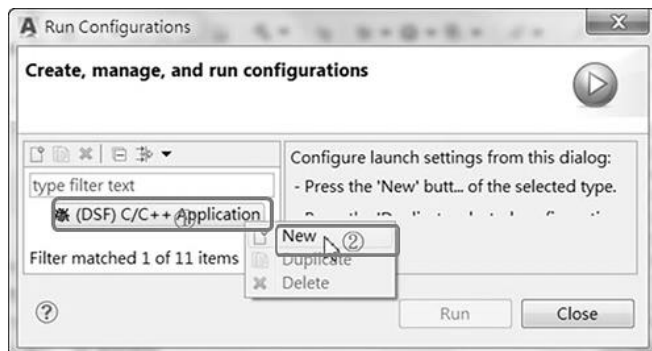 Run Configurations
Create, manage, and run configurations
type filter text
(DSF) C/C++ Application
①
Filter matched 1 of 11 items
Configure launch settings from this dialog:
- Press the 'New' butt... of the selected type.
New ②
Duplicate
Delete
Run
Close